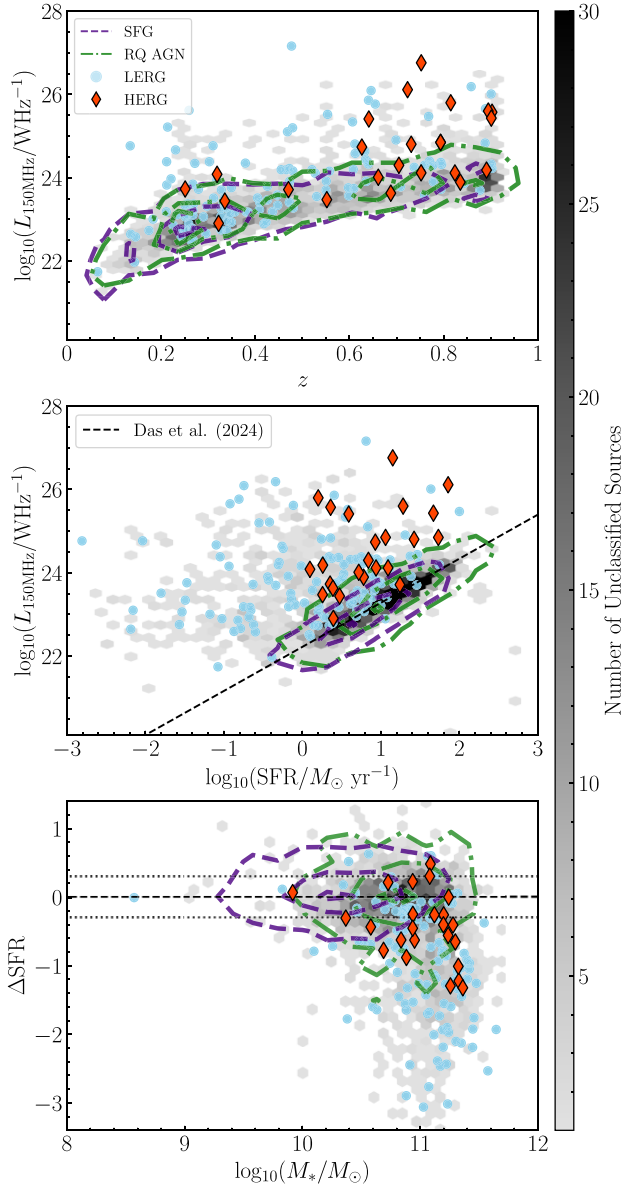 28
26
24
22
log₁₀(L₁₅₀MHz/WHz⁻¹)
SFG
RQ AGN
LERG
HERG
0 0.2 0.4 0.6 0.8 1
z
28
26
24
22
log₁₀(L₁₅₀MHz/WHz⁻¹)
Das et al. (2024)
−3 −2 −1 0 1 2 3
log₁₀(SFR/M⊙ yr⁻¹)
1
0
−1
−2
−3
ΔSFR
8 9 10 11 12
log₁₀(M∗/M⊙)
30
25
20
15
10
5
Number of Unclassified Sources